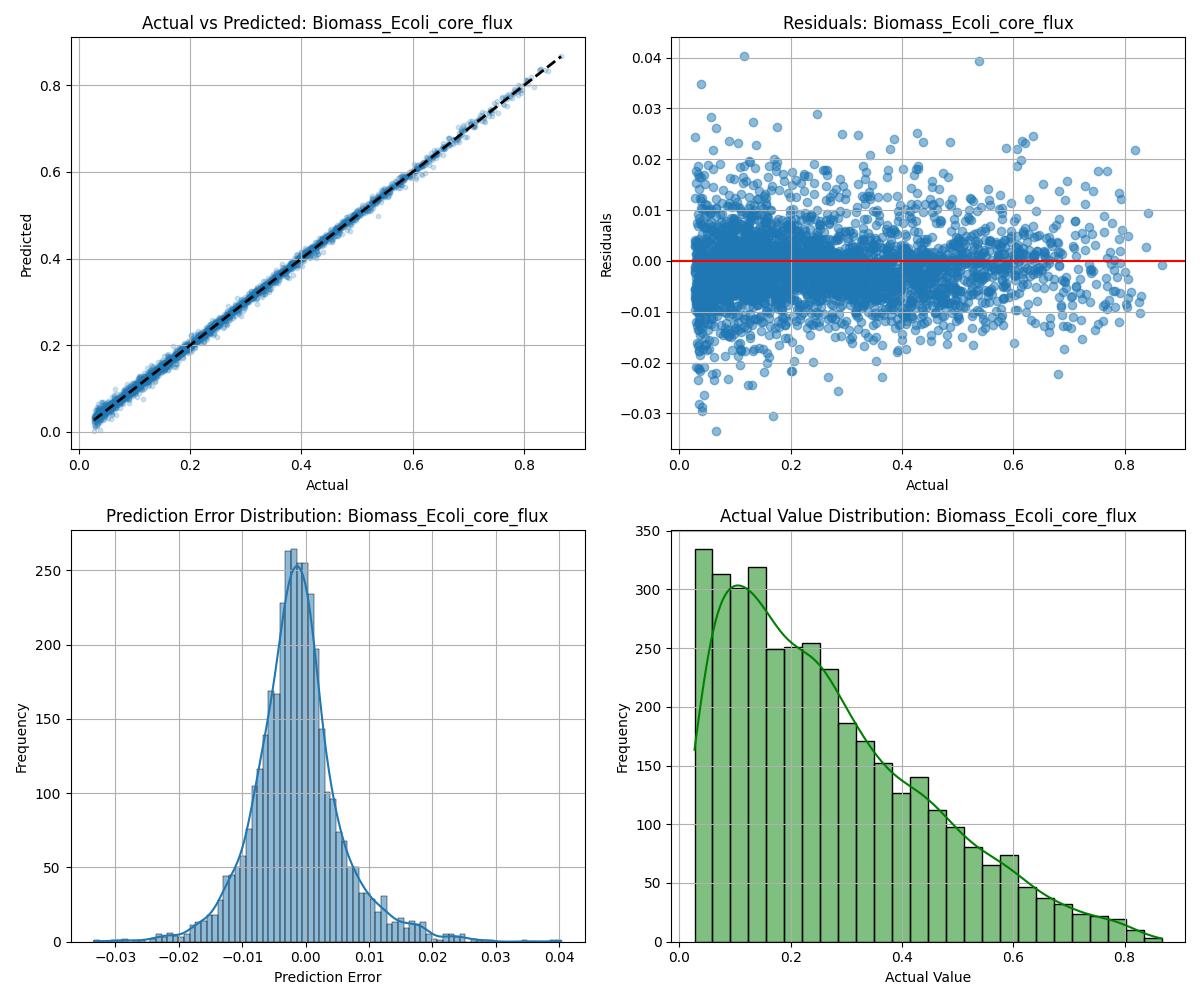 Actual vs Predicted: Biomass_Ecoli_core_flux
Predicted
0.8
0.6
0.4
0.2
0.0
0.0 0.2 0.4 0.6 0.8
Actual
Residuals: Biomass_Ecoli_core_flux
Residuals
0.04
0.03
0.02
0.01
0.00
−0.01
−0.02
−0.03
0.0 0.2 0.4 0.6 0.8
Actual
Prediction Error Distribution: Biomass_Ecoli_core_flux
Frequency
250
200
150
100
50
0
−0.03 −0.02 −0.01 0.00 0.01 0.02 0.03 0.04
Prediction Error
Actual Value Distribution: Biomass_Ecoli_core_flux
Frequency
350
300
250
200
150
100
50
0
0.0 0.2 0.4 0.6 0.8
Actual Value